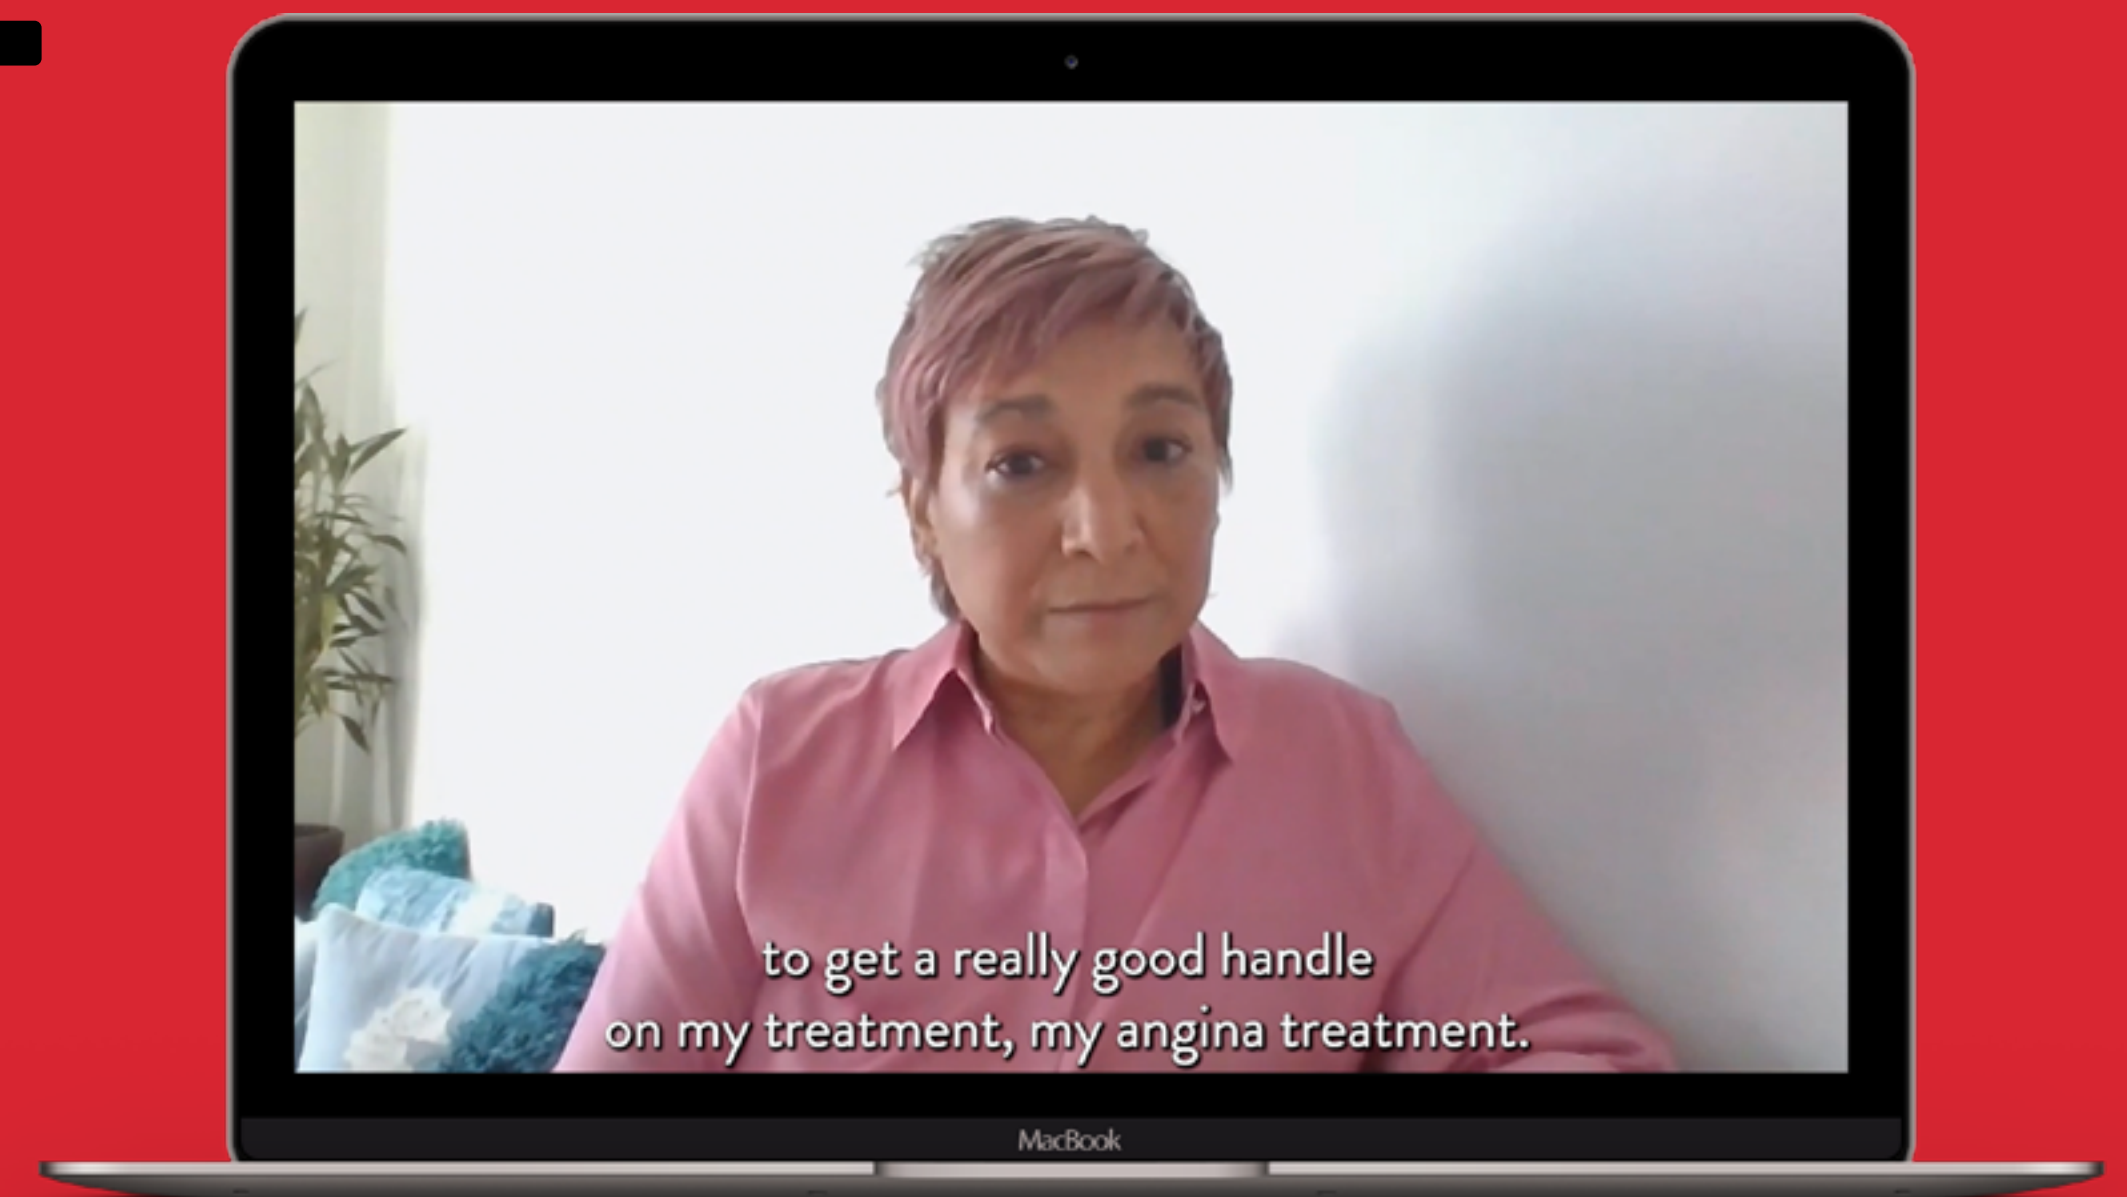 to get a really good handle
on my treatment, my angina treatment.
MacBook